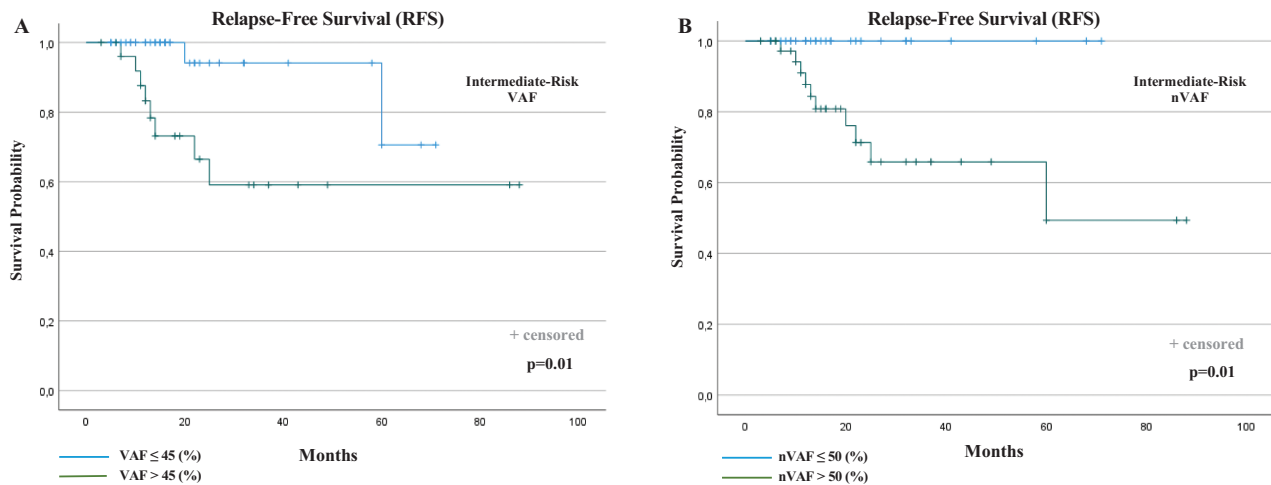 A
Relapse-Free Survival (RFS)
Intermediate-Risk
VAF
Survival Probability
1,0
0,8
0,6
0,4
0,2
0,0
+ censored
p=0.01
0 20 40 60 80 100
Months
VAF ≤ 45 (%)
VAF > 45 (%)
B
Relapse-Free Survival (RFS)
Intermediate-Risk
nVAF
Survival Probability
1,0
0,8
0,6
0,4
0,2
0,0
+ censored
p=0.01
0 20 40 60 80 100
Months
nVAF ≤ 50 (%)
nVAF > 50 (%)